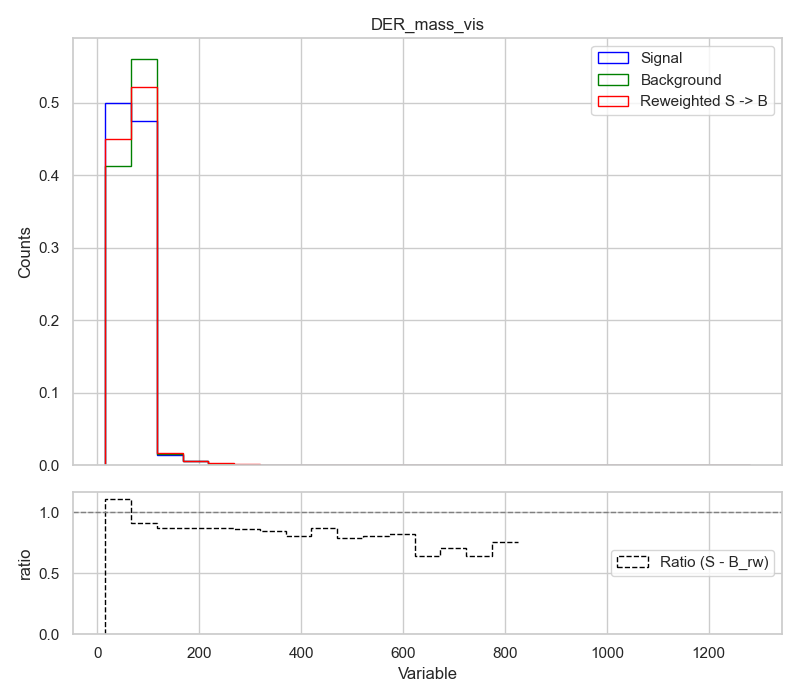 DER_mass_vis
Signal
Background
Reweighted S -> B
Counts
0.5
0.4
0.3
0.2
0.1
0.0
ratio
1.0
0.5
0.0
Ratio (S - B_rw)
0 200 400 600 800 1000 1200
Variable